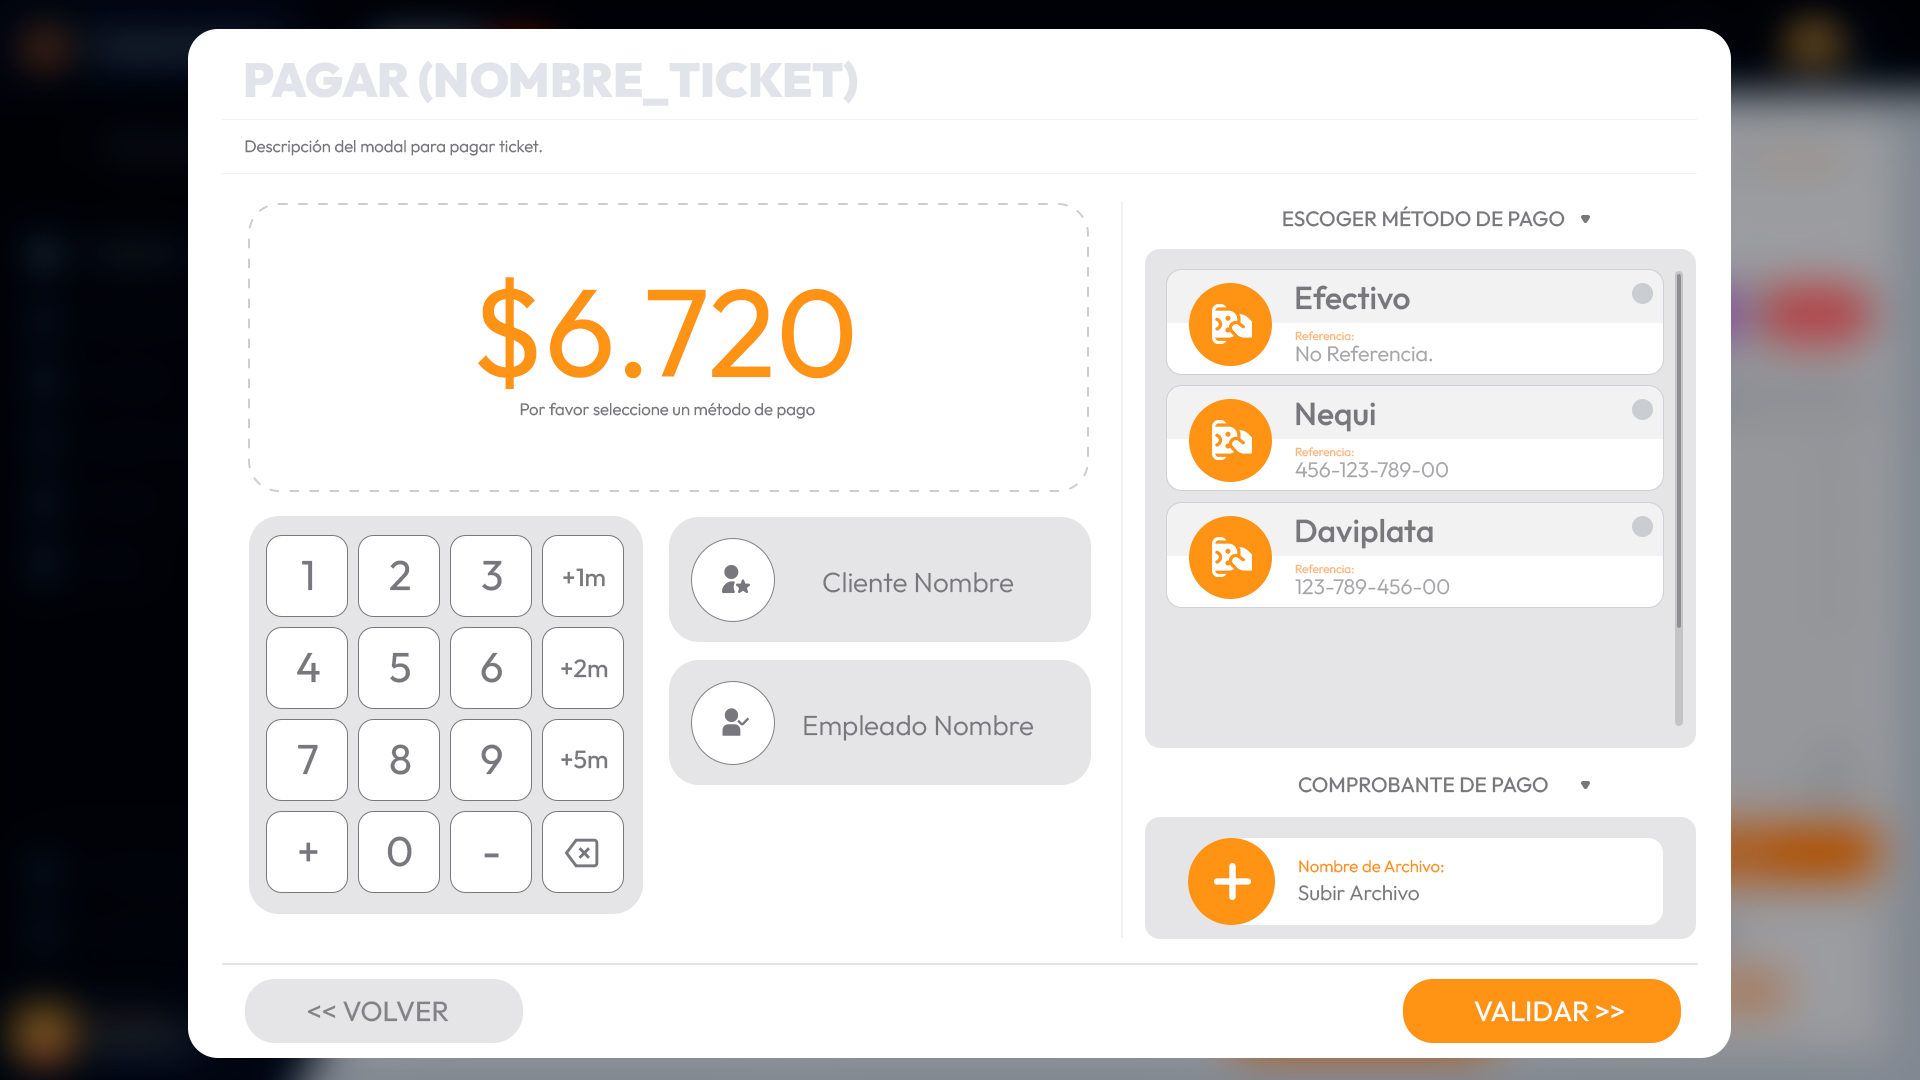 PAGAR (NOMBRE_TICKET)
Descripción del modal para pagar ticket.
$6.720
Por favor seleccione un método de pago
1 2 3 +1m
4 5 6 +2m
7 8 9 +5m
+ 0 -
Cliente Nombre
Empleado Nombre
ESCOGER MÉTODO DE PAGO
Efectivo
Referencia:
No Referencia.
Nequi
Referencia:
456-123-789-00
Daviplata
Referencia:
123-789-456-00
COMPROBANTE DE PAGO
Nombre de Archivo:
Subir Archivo
<< VOLVER
VALIDAR >>